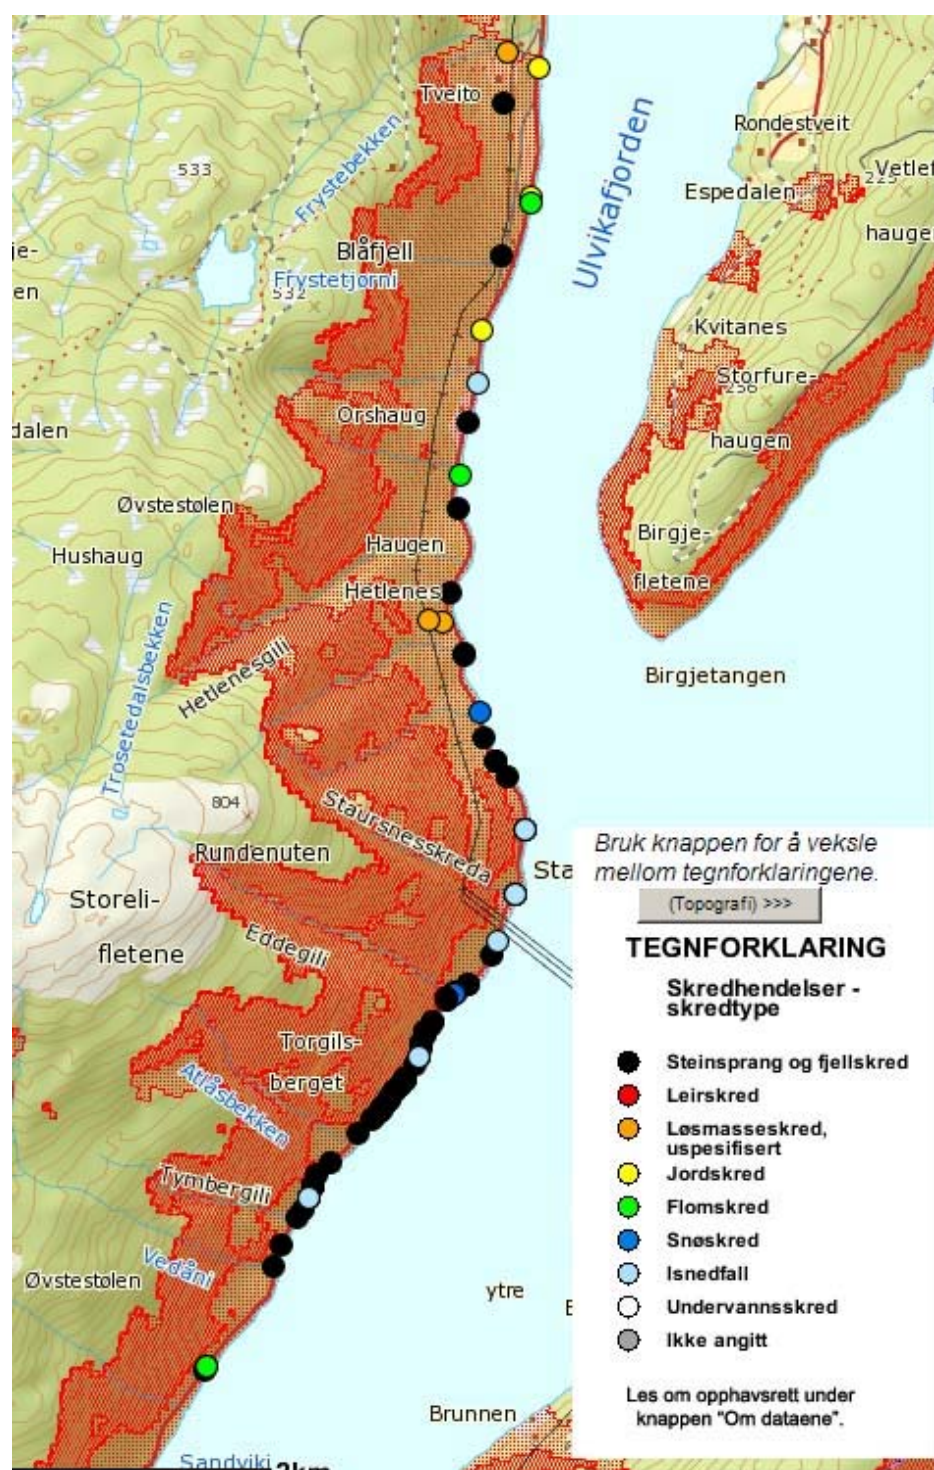 Tveito
Rondestveit
533
Frystebekken
Ulvikafjorden
Espedalen
225
Blåfjell
Frystetjørni
532
en
Kvitanes
Storfure-
256
haugen
Orshaug
dalen
Øvstestølen
Hushaug
Haugen
Birgje-
fletene
Hetlenes
Hetlenesgili
Trosetedalsbekken
Birgjetangen
804
Staursnesskreda
Rundenuten
Storeli-
fletene
Eddegili
Torgils-
berget
Atlåsbekken
Tymbergili
Vedåni
Øvstestølen
ytre
Brunnen
Sandviki
Bruk knappen for å veksle
mellom tegnforklaringene.
(Topografi) >>>
TEGNFORKLARING
Skredhendelser -
skredtype
Steinsprang og fjellskred
Leirskred
Løsmasseskred,
uspesifisert
Jordskred
Flomskred
Snøskred
Isnedfall
Undervannsskred
Ikke angitt
Les om opphavsrett under
knappen "Om dataene".